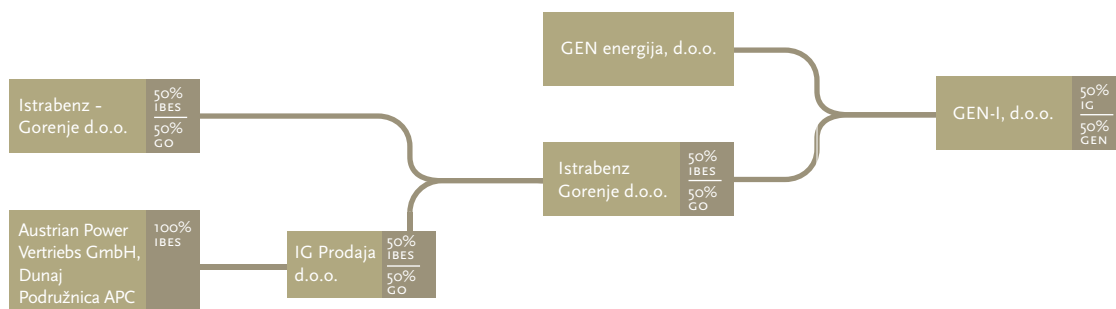 GEN energija, d.o.o.
Istrabenz -
Gorenje d.o.o.
50%
IBES
50%
GO
GEN-I, d.o.o.
50%
IG
50%
GEN
Istrabenz
Gorenje d.o.o.
50%
IBES
50%
GO
Austrian Power
Vertriebs GmbH,
Dunaj
Podružnica APC
100%
IBES
IG Prodaja
d.o.o.
50%
IBES
50%
GO